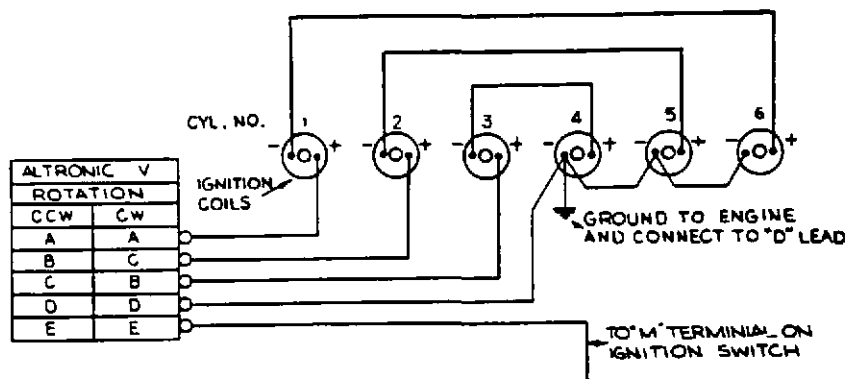 CYL. NO. 1 2 3 4 5 6
- + - + - + - + - + - +
IGNITION
COILS
ALTRONIC V
ROTATION
CCW CW
A A
B C
C B
D D
E E
GROUND TO ENGINE
AND CONNECT TO "D" LEAD
TO "M" TERMINIAL ON
IGNITION SWITCH